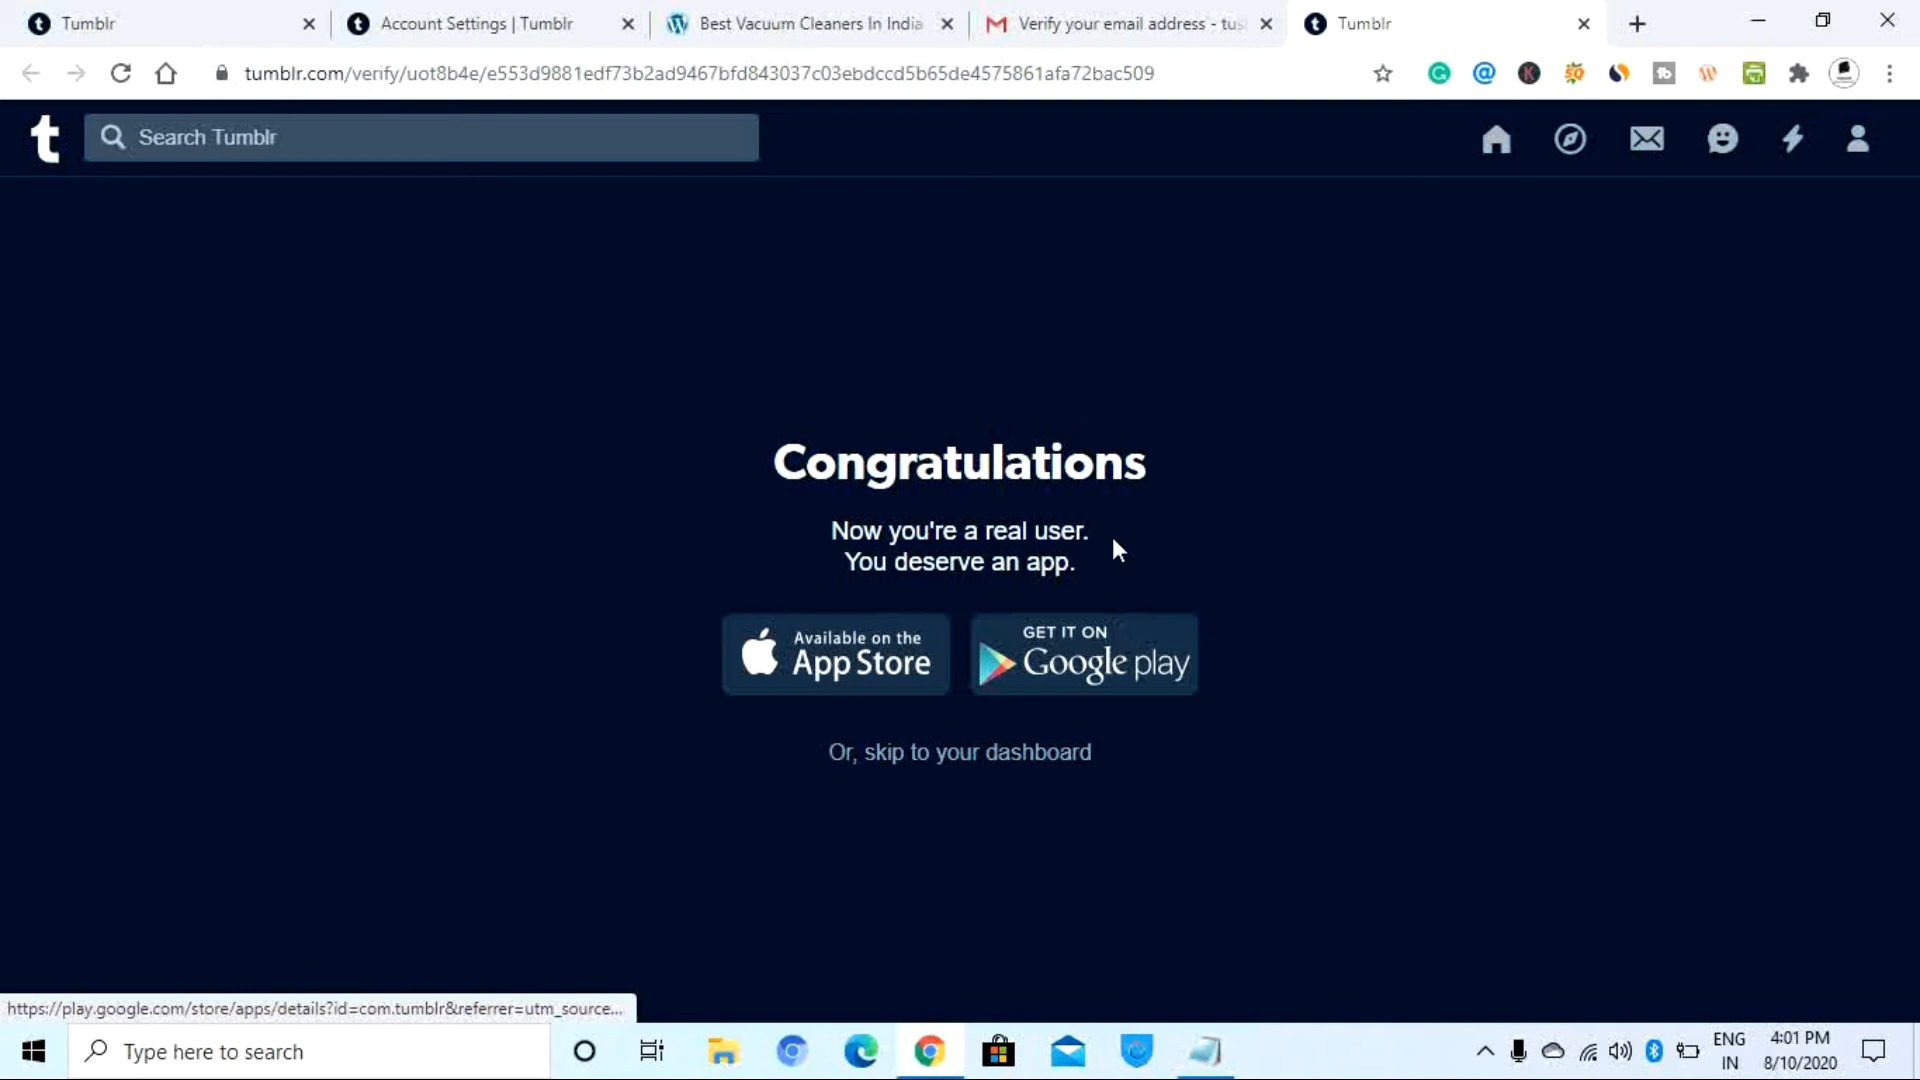 Tumblr
Account Settings | Tumblr
Best Vacuum Cleaners In India
Verify your email address - tus
Tumblr
tumblr.com/verify/uot8b4e/e553d9881edf73b2ad9467bfd843037c03ebdccd5b65de4575861afa72bac509
t
Search Tumblr
Congratulations
Now you're a real user.
You deserve an app.
Available on the
App Store
GET IT ON
Google play
Or, skip to your dashboard
https://play.google.com/store/apps/details?id=com.tumblr&referrer=utm_source...
Type here to search
ENG
IN
4:01 PM
8/10/2020